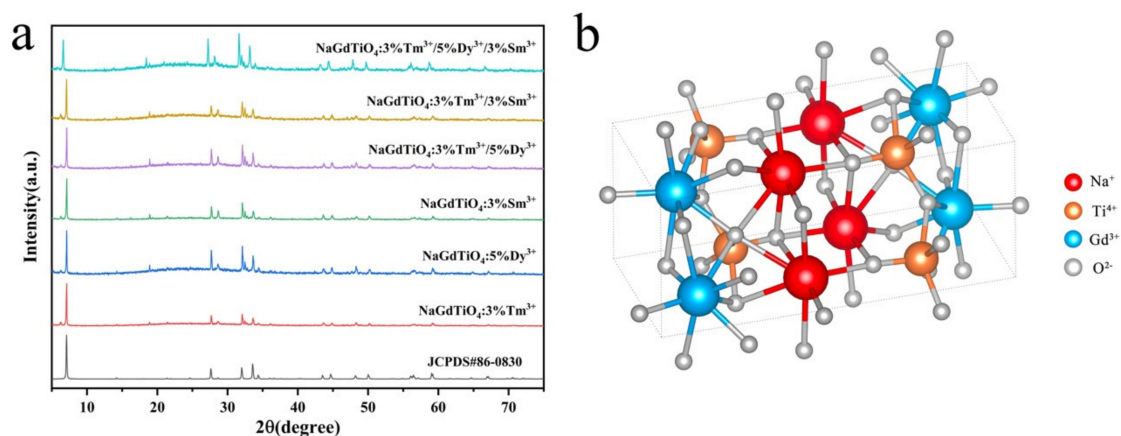 a
NaGdTiO₄:3%Tm³⁺/5%Dy³⁺/3%Sm³⁺
NaGdTiO₄:3%Tm³⁺/3%Sm³⁺
NaGdTiO₄:3%Tm³⁺/5%Dy³⁺
NaGdTiO₄:3%Sm³⁺
NaGdTiO₄:5%Dy³⁺
NaGdTiO₄:3%Tm³⁺
JCPDS#86-0830
Intensity(a.u.)
10 20 30 40 50 60 70
2θ(degree)
b
Na⁺
Ti⁴⁺
Gd³⁺
O²⁻